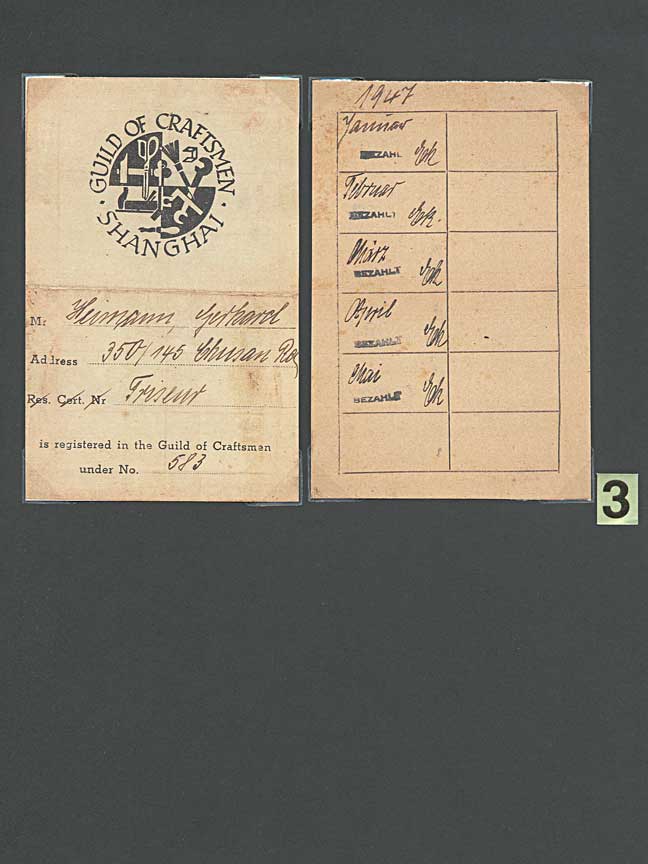 · GUILD OF CRAFTSMEN ·
SHANGHAI
Mr Heimann, Gerhard
Address 350/145 Chusan Rd
Res. Cert. Nr Friseur
is registered in the Guild of Craftsmen
under No. 583
1947
Januar
BEZAHL
Februar
BEZAHLT
März
BEZAHLT
April
BEZAHLT
Mai
BEZAHLT
3